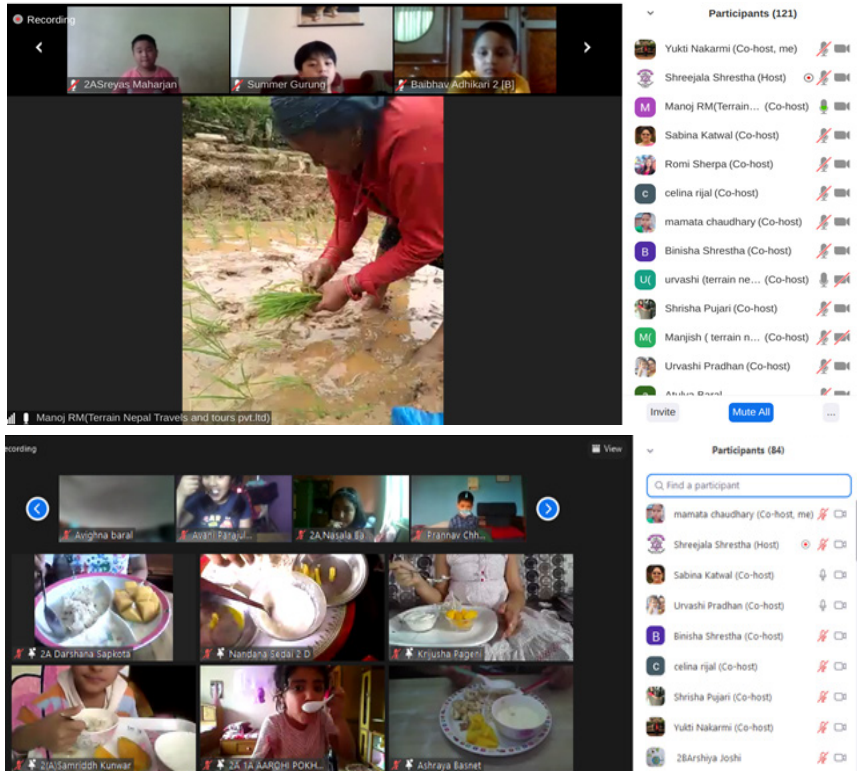 Recording
2ASreyas Maharjan
Summer Gurung
Baibhav Adhikari 2 [B]
Manoj RM(Terrain Nepal Travels and tours pvt.ltd)
Participants (121)
Yukti Nakarmi (Co-host, me)
Shreejala Shrestha (Host)
M Manoj RM(Terrain... (Co-host)
Sabina Katwal (Co-host)
Romi Sherpa (Co-host)
c celina rijal (Co-host)
mamata chaudhary (Co-host)
B Binisha Shrestha (Co-host)
U( urvashi (terrain ne... (Co-host)
Shrisha Pujari (Co-host)
M( Manjish ( terrain n... (Co-host)
Urvashi Pradhan (Co-host)
Atulya Baral
Invite
Mute All
...
ecording
View
Avighna baral
Avani Parajul...
2A,Nasala Ba...
Prannav Chh...
2A Darshana Sapkota
Nandana Sedai 2 D
Krijusha Pageni
2(A)Samriddh Kunwar
2A 1A AAROHI POKH...
Ashraya Basnet
Participants (84)
Find a participant
mamata chaudhary (Co-host, me)
Shreejala Shrestha (Host)
Sabina Katwal (Co-host)
Urvashi Pradhan (Co-host)
B Binisha Shrestha (Co-host)
c celina rijal (Co-host)
Shrisha Pujari (Co-host)
Yukti Nakarmi (Co-host)
2BArshiya Joshi